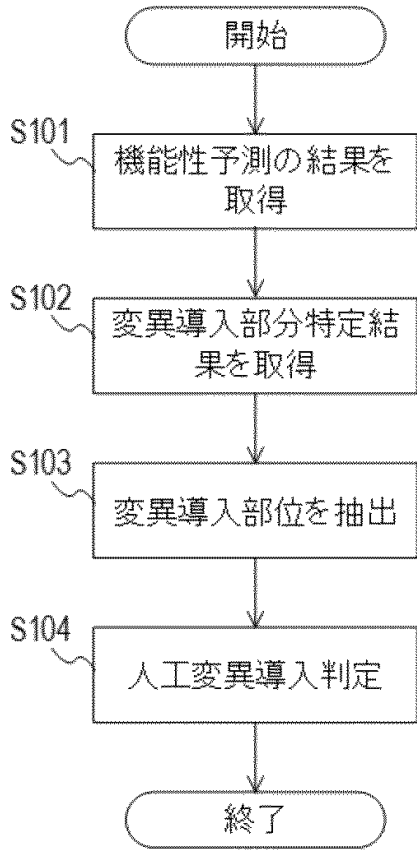 開始
S101
機能性予測の結果を
取得
S102
変異導入部分特定結
果を取得
S103
変異導入部位を抽出
S104
人工変異導入判定
終了